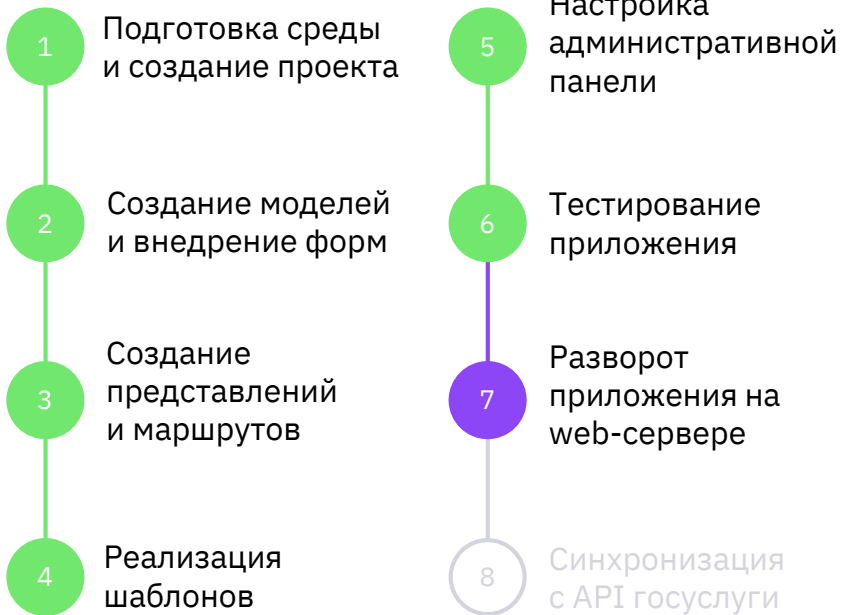 1
Подготовка среды
и создание проекта
2
Создание моделей
и внедрение форм
3
Создание
представлений
и маршрутов
4
Реализация
шаблонов
5
Настройка
административной
панели
6
Тестирование
приложения
7
Разворот
приложения на
web-сервере
8
Синхронизация
с API госуслуги